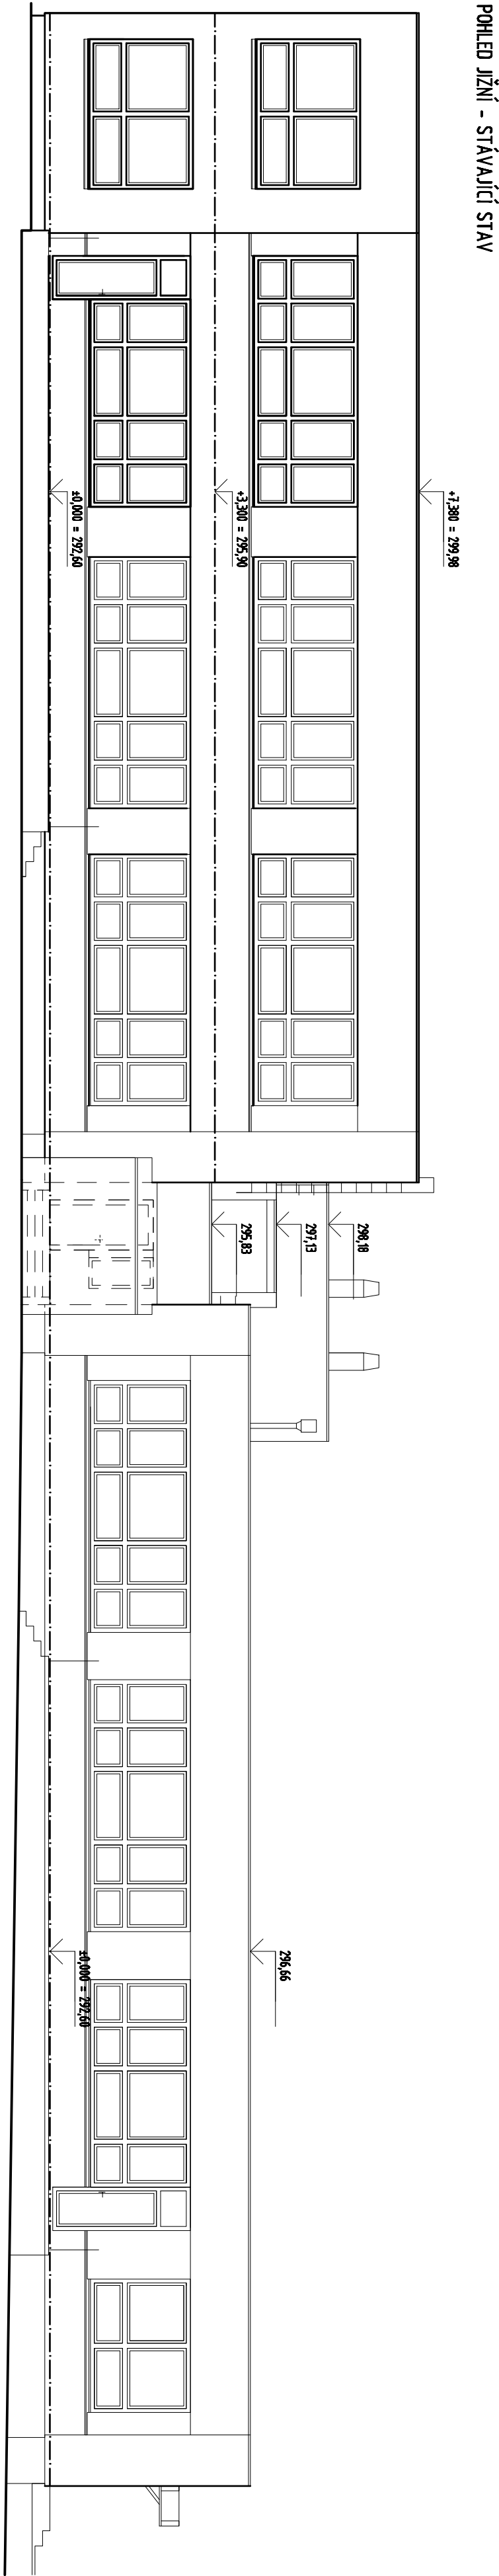 POHLED JIŽNÍ - STÁVAJÍCÍ STAV
+7,380 = 299,98
+3,300 = 295,90
±0,000 = 292,60
298,18
297,13
295,83
296,66
±0,000 = 292,60